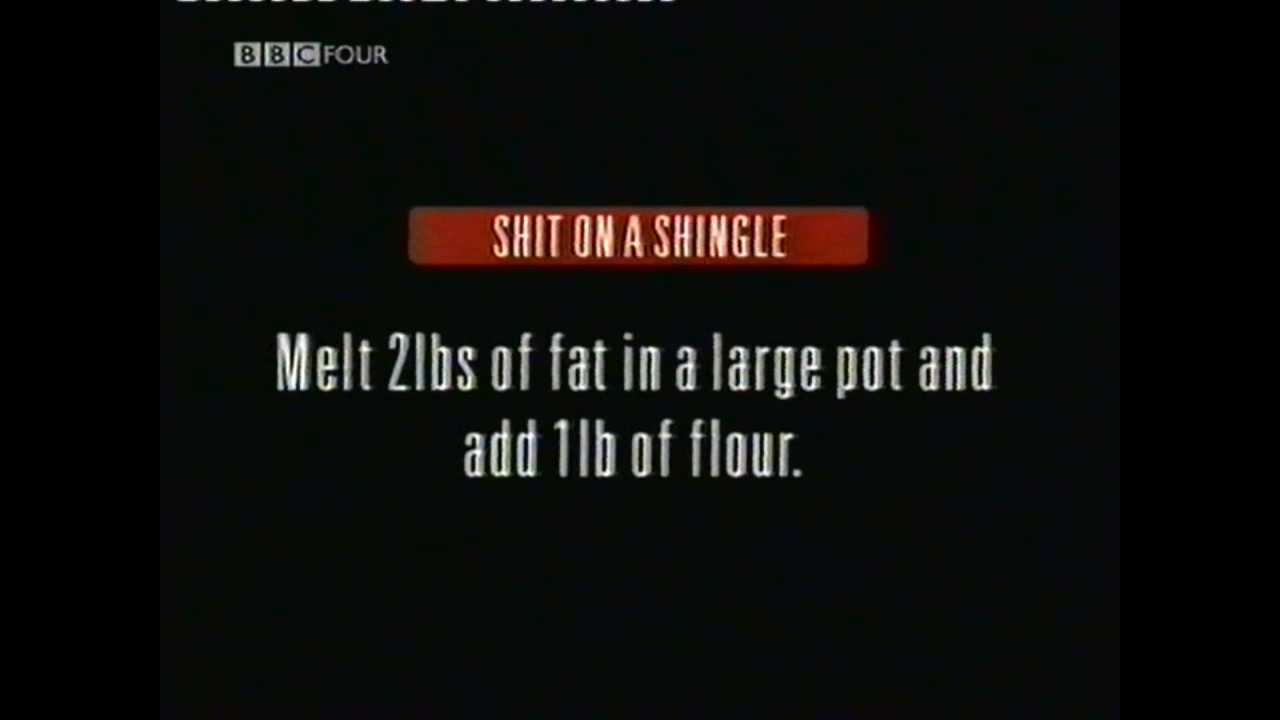 BBC FOUR
SHIT ON A SHINGLE
Melt 2lbs of fat in a large pot and
add 1lb of flour.